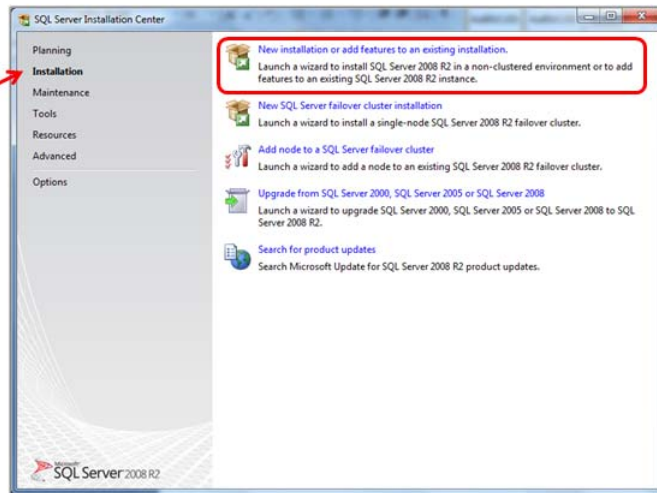 SQL Server Installation Center
Planning
Installation
Maintenance
Tools
Resources
Advanced
Options
New installation or add features to an existing installation.
Launch a wizard to install SQL Server 2008 R2 in a non-clustered environment or to add
features to an existing SQL Server 2008 R2 instance.
New SQL Server failover cluster installation
Launch a wizard to install a single-node SQL Server 2008 R2 failover cluster.
Add node to a SQL Server failover cluster
Launch a wizard to add a node to an existing SQL Server 2008 R2 failover cluster.
Upgrade from SQL Server 2000, SQL Server 2005 or SQL Server 2008
Launch a wizard to upgrade SQL Server 2000, SQL Server 2005 or SQL Server 2008 to SQL
Server 2008 R2.
Search for product updates
Search Microsoft Update for SQL Server 2008 R2 product updates.
Microsoft
SQL Server 2008 R2